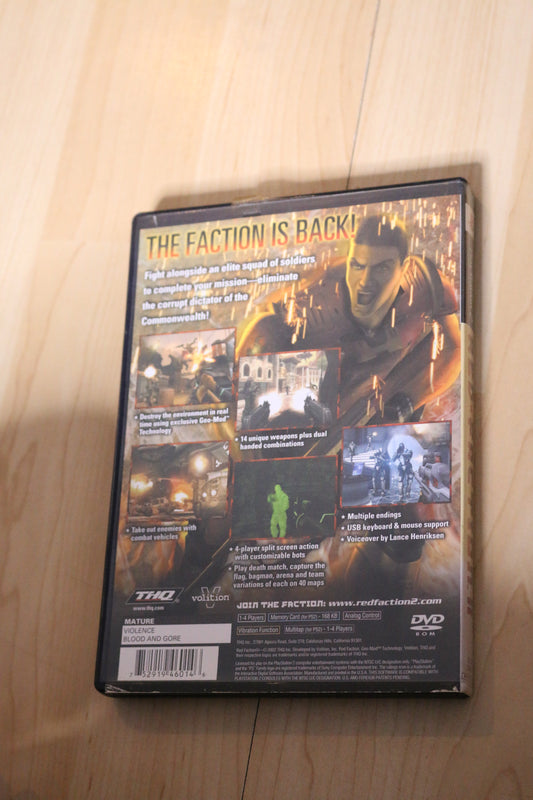 THE FACTION IS BACK!
Fight alongside an elite squad of soldiers
to complete your mission—eliminate
the corrupt dictator of the
Commonwealth!
• Destroy the environment in real
time using exclusive Geo-Mod™
Technology
• 14 unique weapons plus dual
handed combinations
• Take out enemies with
combat vehicles
• 4-player split screen action
with customizable bots
• Play death match, capture the
flag, bagman, arena and team
variations of each on 40 maps
• Multiple endings
• USB keyboard & mouse support
• Voiceover by Lance Henriksen
THQ
www.thq.com
volition
JOIN THE FACTION: www.redfaction2.com
1-4 Players
Memory Card (for PS2) - 168 KB
Analog Control
Vibration Function
Multitap (for PS2) - 1-4 Players
DVD
ROM
MATURE
VIOLENCE
BLOOD AND GORE
7 52919 46014 6